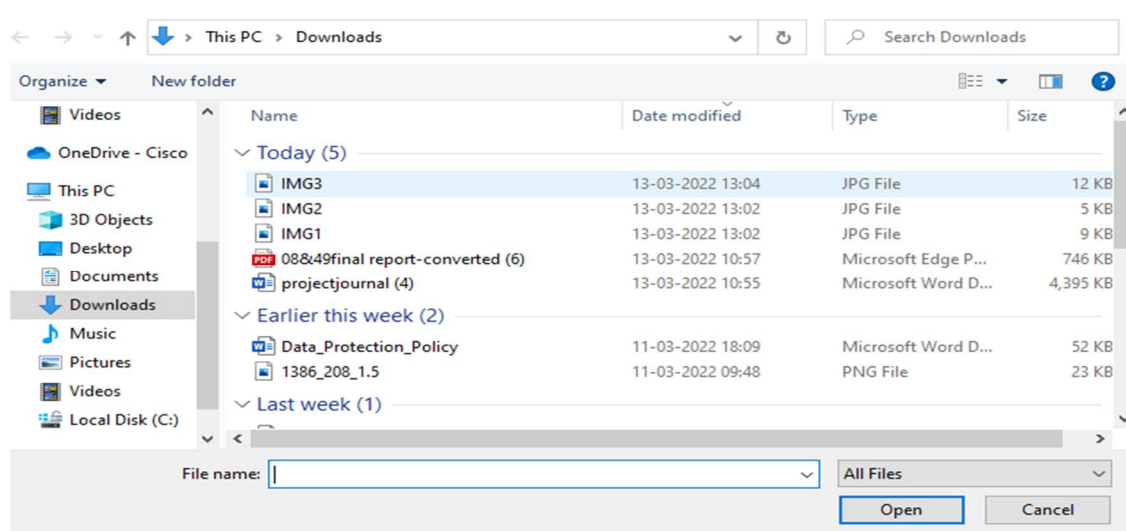 This PC > Downloads
Search Downloads
Organize
New folder
?
Videos
OneDrive - Cisco
This PC
3D Objects
Desktop
Documents
Downloads
Music
Pictures
Videos
Local Disk (C:)
Name Date modified Type Size
Today (5)
IMG3 13-03-2022 13:04 JPG File 12 KB
IMG2 13-03-2022 13:02 JPG File 5 KB
IMG1 13-03-2022 13:02 JPG File 9 KB
PDF 08&49final report-converted (6) 13-03-2022 10:57 Microsoft Edge P... 746 KB
W projectjournal (4) 13-03-2022 10:55 Microsoft Word D... 4,395 KB
Earlier this week (2)
W Data_Protection_Policy 11-03-2022 18:09 Microsoft Word D... 52 KB
1386_208_1.5 11-03-2022 09:48 PNG File 23 KB
Last week (1)
File name: All Files
Open Cancel